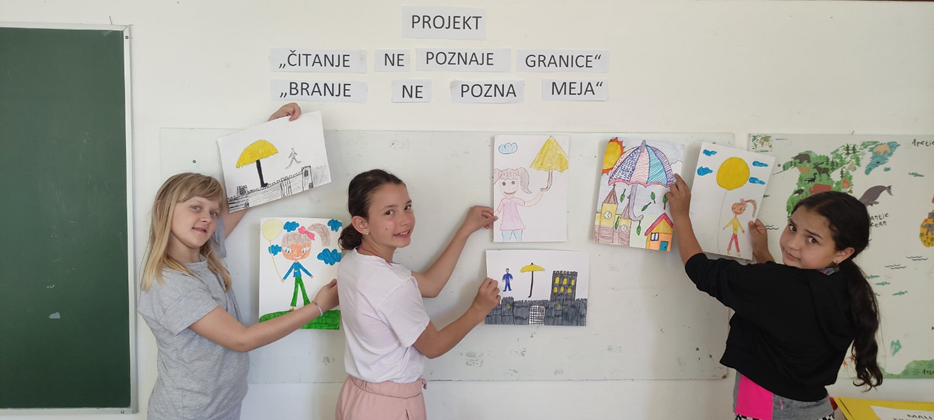 PROJEKT
„ČITANJE NE POZNAJE GRANICE“
„BRANJE NE POZNA MEJA“